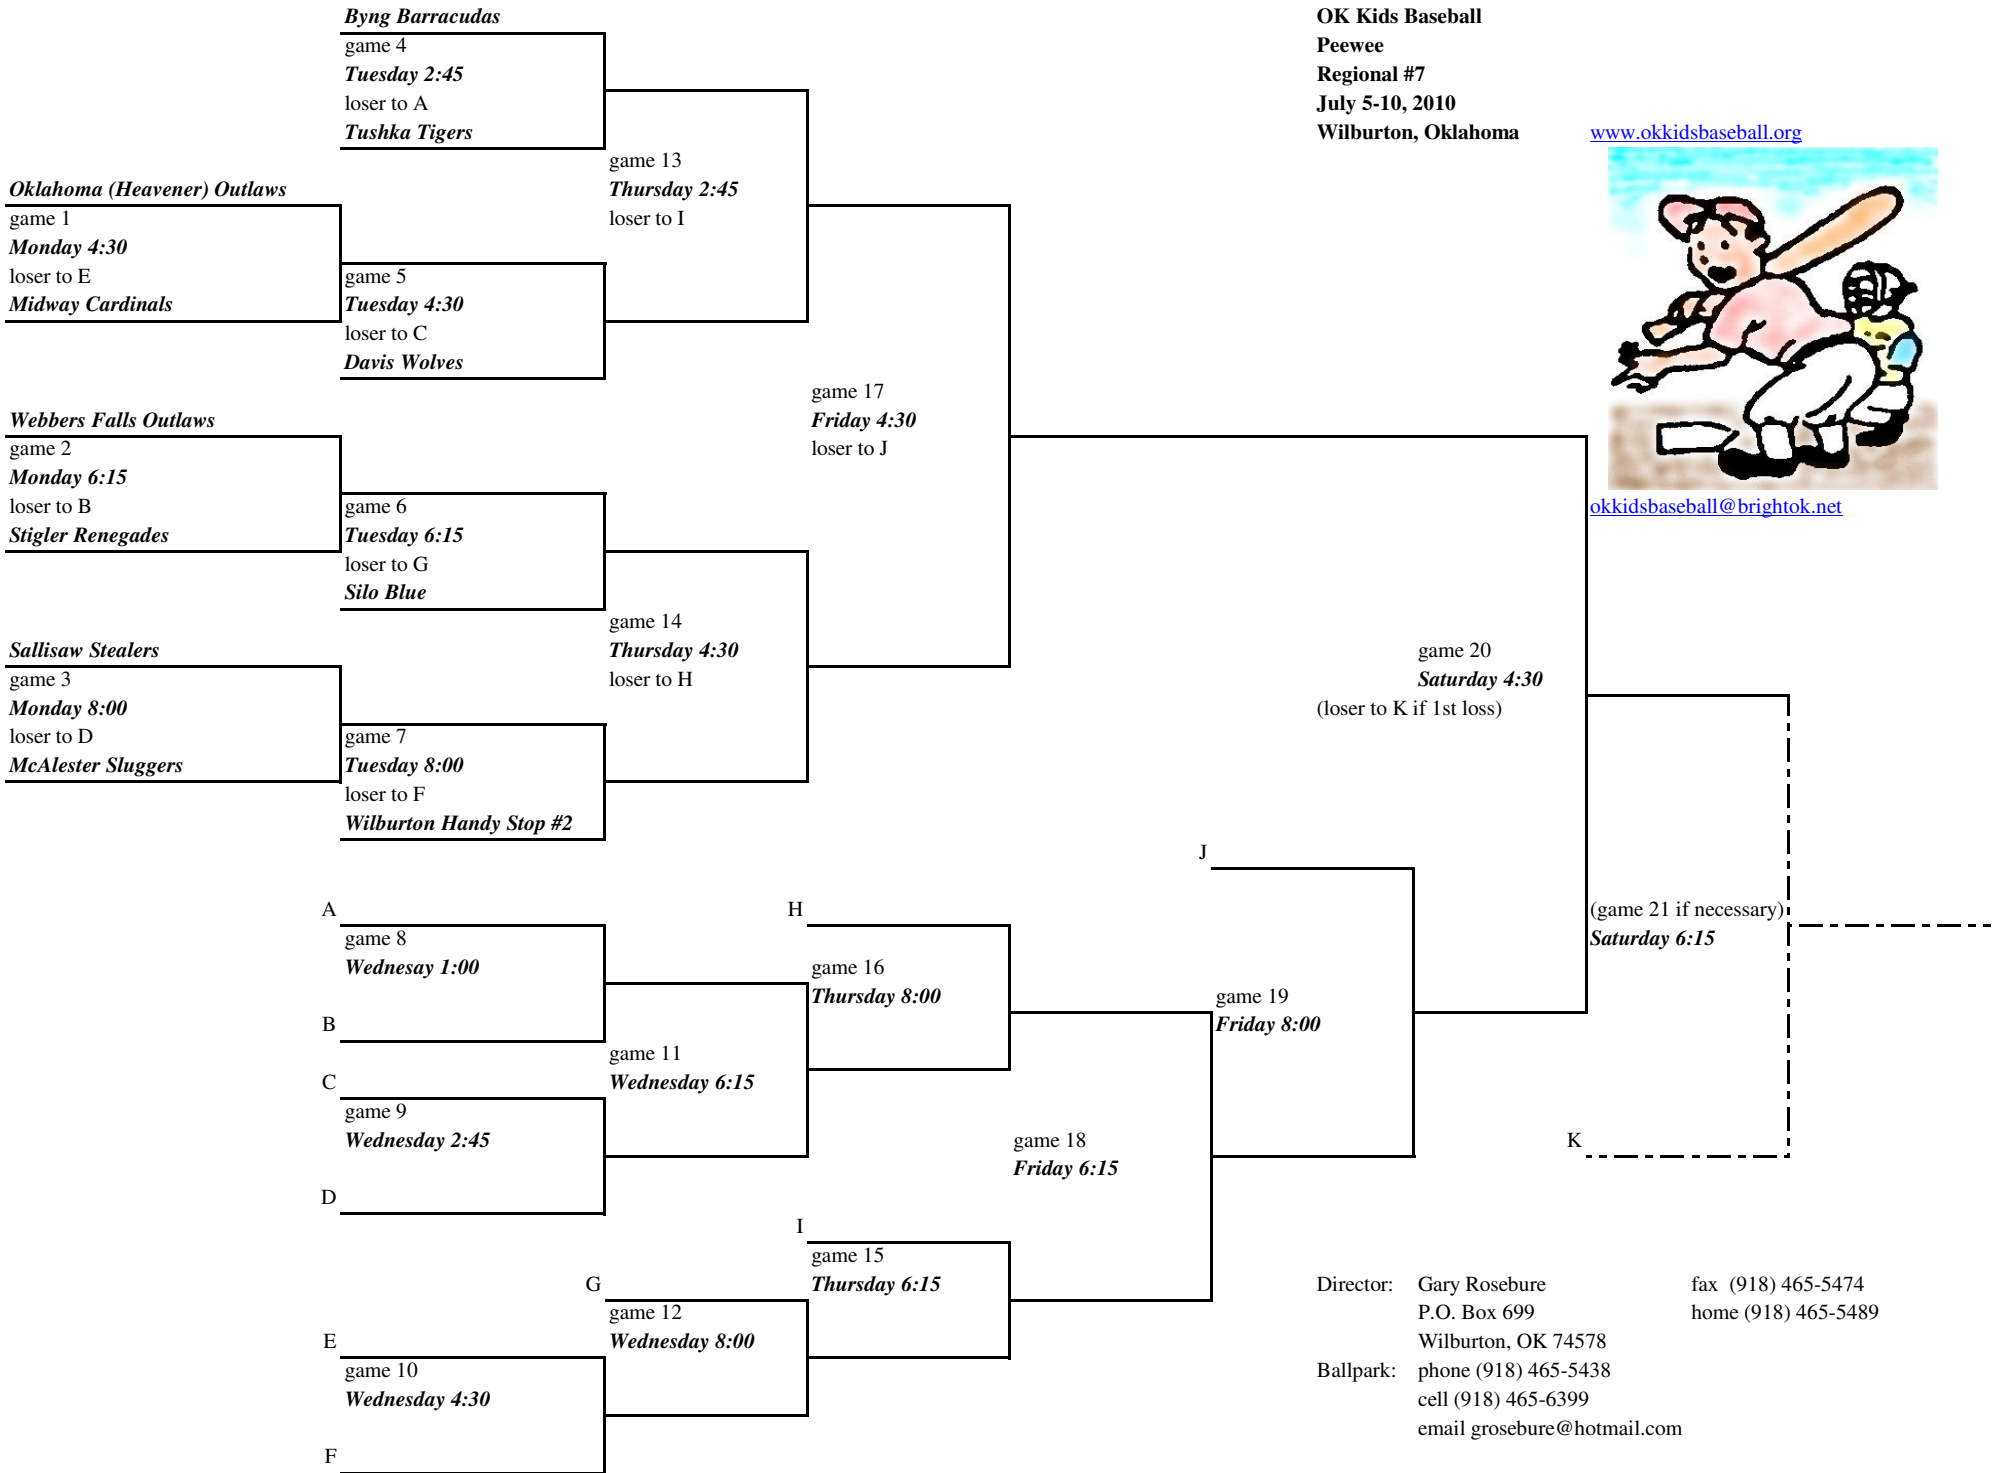 Byng Barracudas
game 4
Tuesday 2:45
loser to A
Tushka Tigers
OK Kids Baseball
Peewee
Regional #7
July 5-10, 2010
Wilburton, Oklahoma
www.okkidsbaseball.org
game 13
Thursday 2:45
loser to I
Oklahoma (Heavener) Outlaws
game 1
Monday 4:30
loser to E
Midway Cardinals
game 5
Tuesday 4:30
loser to C
Davis Wolves
game 17
Friday 4:30
loser to J
Webbers Falls Outlaws
game 2
Monday 6:15
loser to B
Stigler Renegades
game 6
Tuesday 6:15
loser to G
Silo Blue
okkidsbaseball@brightok.net
game 14
Thursday 4:30
loser to H
game 20
Saturday 4:30
(loser to K if 1st loss)
Sallisaw Stealers
game 3
Monday 8:00
loser to D
McAlester Sluggers
game 7
Tuesday 8:00
loser to F
Wilburton Handy Stop #2
J
A
game 8
Wednesay 1:00
B
H
game 16
Thursday 8:00
game 19
Friday 8:00
(game 21 if necessary)
Saturday 6:15
game 11
Wednesday 6:15
C
game 9
Wednesday 2:45
D
game 18
Friday 6:15
K
I
game 15
Thursday 6:15
G
game 12
Wednesday 8:00
E
game 10
Wednesday 4:30
F
Director: Gary Rosebure fax (918) 465-5474
P.O. Box 699 home (918) 465-5489
Wilburton, OK 74578
Ballpark: phone (918) 465-5438
cell (918) 465-6399
email grosebure@hotmail.com